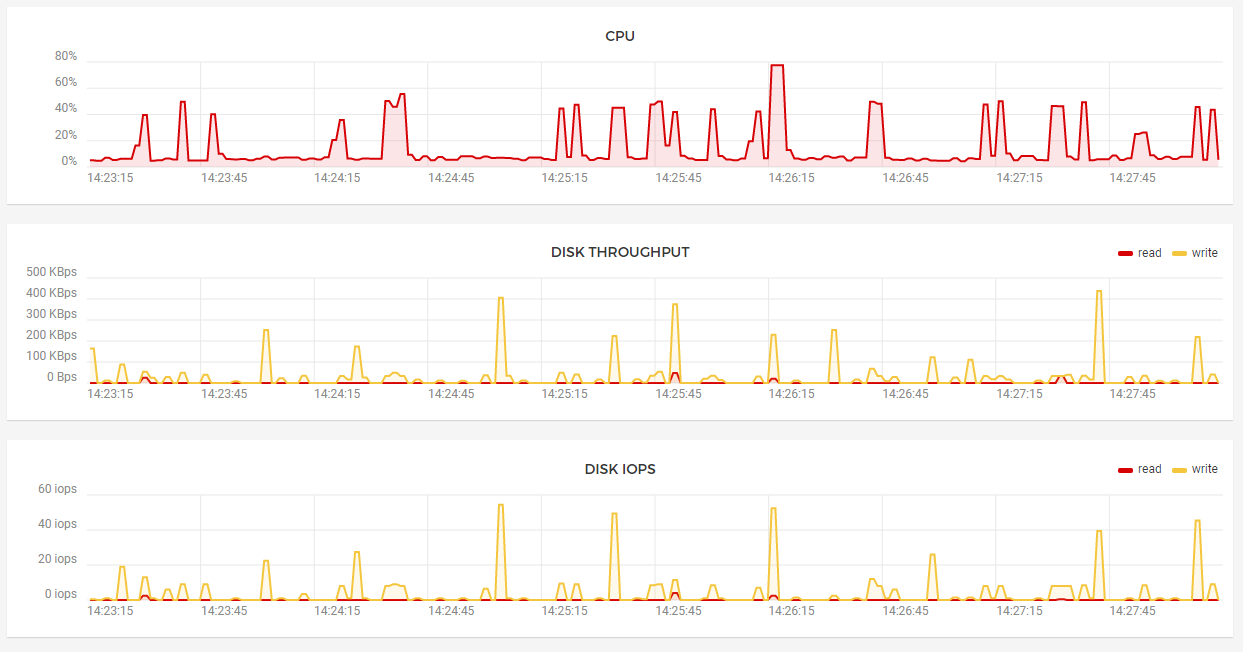 CPU
80%
60%
40%
20%
0%
14:23:15 14:23:45 14:24:15 14:24:45 14:25:15 14:25:45 14:26:15 14:26:45 14:27:15 14:27:45
DISK THROUGHPUT
read write
500 KBps
400 KBps
300 KBps
200 KBps
100 KBps
0 Bps
14:23:15 14:23:45 14:24:15 14:24:45 14:25:15 14:25:45 14:26:15 14:26:45 14:27:15 14:27:45
DISK IOPS
read write
60 iops
40 iops
20 iops
0 iops
14:23:15 14:23:45 14:24:15 14:24:45 14:25:15 14:25:45 14:26:15 14:26:45 14:27:15 14:27:45